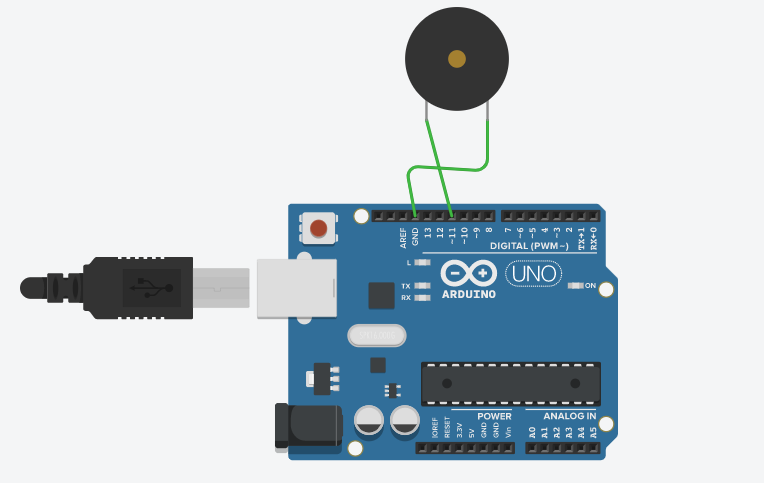 AREF
GND
13
12
~11
~10
~9
8
7
~6
~5
4
~3
2
TX→1
RX←0
DIGITAL (PWM~)
L
TX
RX
ARDUINO
UNO
ON
POWER
ANALOG IN
IOREF
RESET
3.3V
5V
GND
GND
Vin
A0
A1
A2
A3
A4
A5